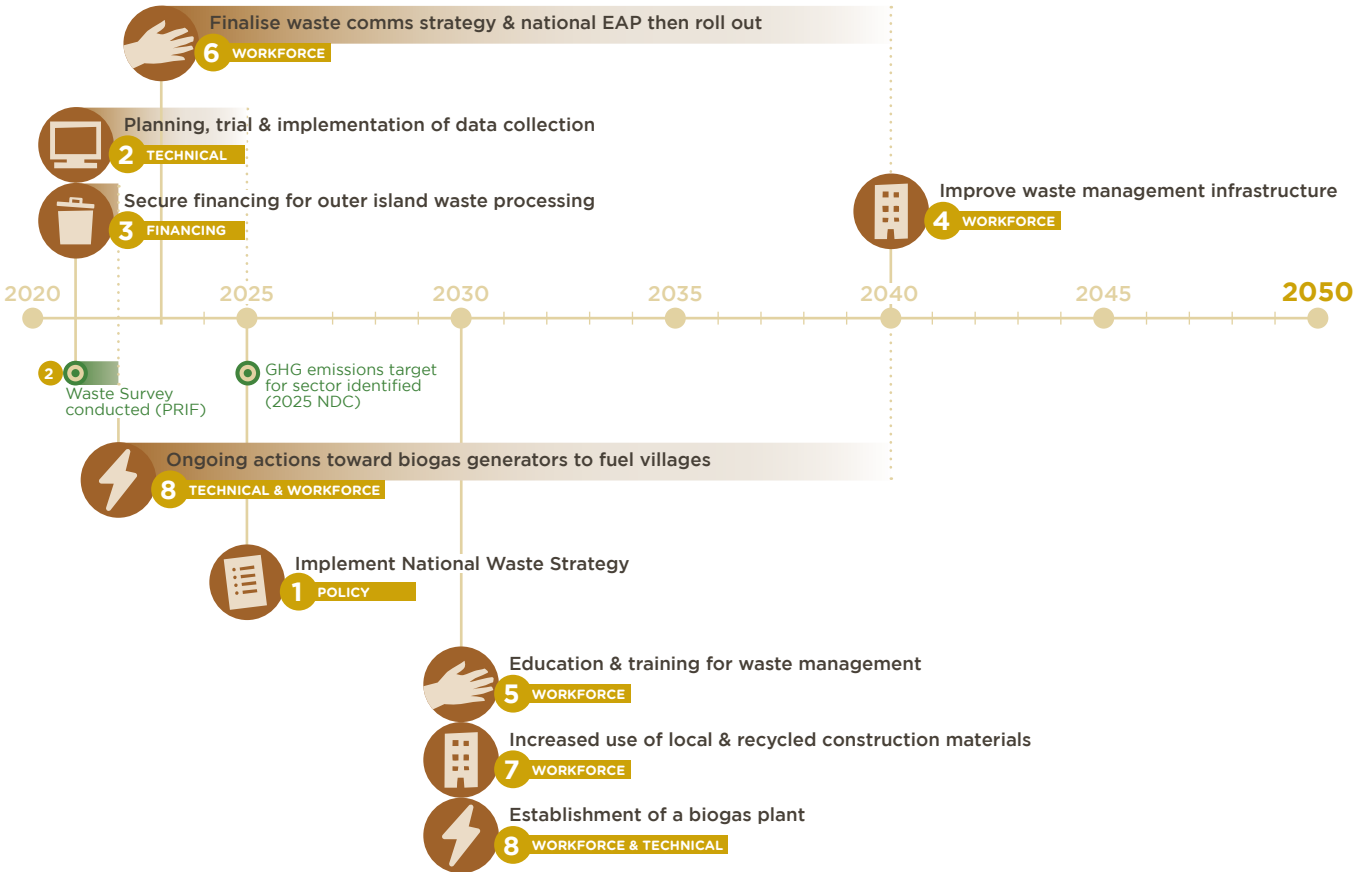 Finalise waste comms strategy & national EAP then roll out
6 WORKFORCE
Planning, trial & implementation of data collection
2 TECHNICAL
Secure financing for outer island waste processing
3 FINANCING
Improve waste management infrastructure
4 WORKFORCE
2020 2025 2030 2035 2040 2045 2050
2
Waste Survey
conducted (PRIF)
GHG emissions target
for sector identified
(2025 NDC)
Ongoing actions toward biogas generators to fuel villages
8 TECHNICAL & WORKFORCE
Implement National Waste Strategy
1 POLICY
Education & training for waste management
5 WORKFORCE
Increased use of local & recycled construction materials
7 WORKFORCE
Establishment of a biogas plant
8 WORKFORCE & TECHNICAL